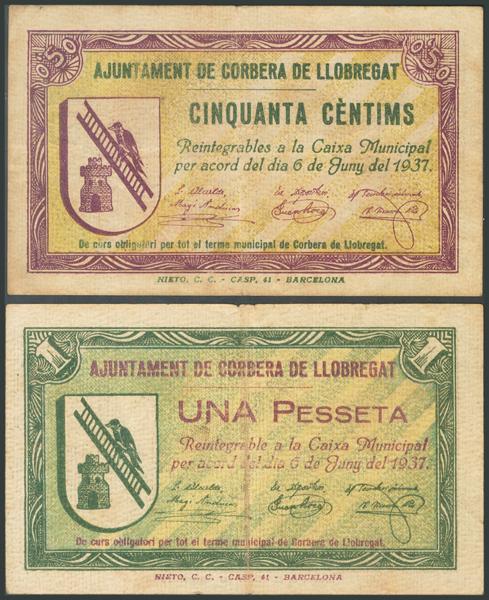 50 50
AJUNTAMENT DE CORBERA DE LLOBREGAT
CINQUANTA CÈNTIMS
Reintegrables a la Caixa Municipal
per acord del dia 6 de Juny del 1937.
L'Alcalde,
De curs obligatori per tot el terme municipal de Corbera de Llobregat.
NIETO, C. C. - CASP, 41 - BARCELONA
1 1
AJUNTAMENT DE CORBERA DE LLOBREGAT
UNA PESSETA
Reintegrable a la Caixa Municipal
per acord del dia 6 de Juny del 1937.
L'Alcalde,
De curs obligatori per tot el terme municipal de Corbera de Llobregat.
NIETO, C. C. - CASP, 41 - BARCELONA